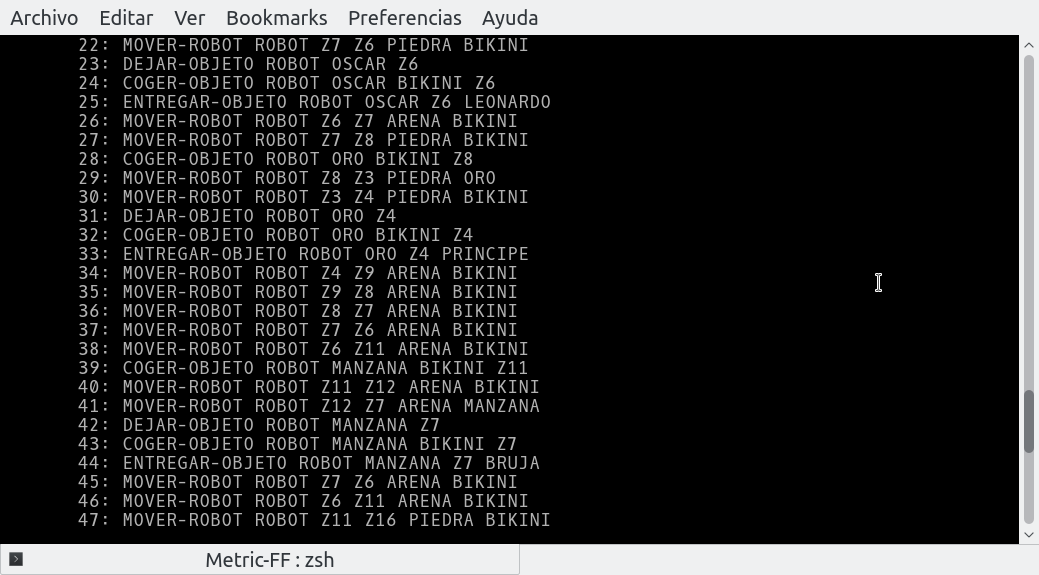 Archivo Editar Ver Bookmarks Preferencias Ayuda
22: MOVER-ROBOT ROBOT Z7 Z6 PIEDRA BIKINI
23: DEJAR-OBJETO ROBOT OSCAR Z6
24: COGER-OBJETO ROBOT OSCAR BIKINI Z6
25: ENTREGAR-OBJETO ROBOT OSCAR Z6 LEONARDO
26: MOVER-ROBOT ROBOT Z6 Z7 ARENA BIKINI
27: MOVER-ROBOT ROBOT Z7 Z8 PIEDRA BIKINI
28: COGER-OBJETO ROBOT ORO BIKINI Z8
29: MOVER-ROBOT ROBOT Z8 Z3 PIEDRA ORO
30: MOVER-ROBOT ROBOT Z3 Z4 PIEDRA BIKINI
31: DEJAR-OBJETO ROBOT ORO Z4
32: COGER-OBJETO ROBOT ORO BIKINI Z4
33: ENTREGAR-OBJETO ROBOT ORO Z4 PRINCIPE
34: MOVER-ROBOT ROBOT Z4 Z9 ARENA BIKINI
35: MOVER-ROBOT ROBOT Z9 Z8 ARENA BIKINI
36: MOVER-ROBOT ROBOT Z8 Z7 ARENA BIKINI
37: MOVER-ROBOT ROBOT Z7 Z6 ARENA BIKINI
38: MOVER-ROBOT ROBOT Z6 Z11 ARENA BIKINI
39: COGER-OBJETO ROBOT MANZANA BIKINI Z11
40: MOVER-ROBOT ROBOT Z11 Z12 ARENA BIKINI
41: MOVER-ROBOT ROBOT Z12 Z7 ARENA MANZANA
42: DEJAR-OBJETO ROBOT MANZANA Z7
43: COGER-OBJETO ROBOT MANZANA BIKINI Z7
44: ENTREGAR-OBJETO ROBOT MANZANA Z7 BRUJA
45: MOVER-ROBOT ROBOT Z7 Z6 ARENA BIKINI
46: MOVER-ROBOT ROBOT Z6 Z11 ARENA BIKINI
47: MOVER-ROBOT ROBOT Z11 Z16 PIEDRA BIKINI
Metric-FF : zsh